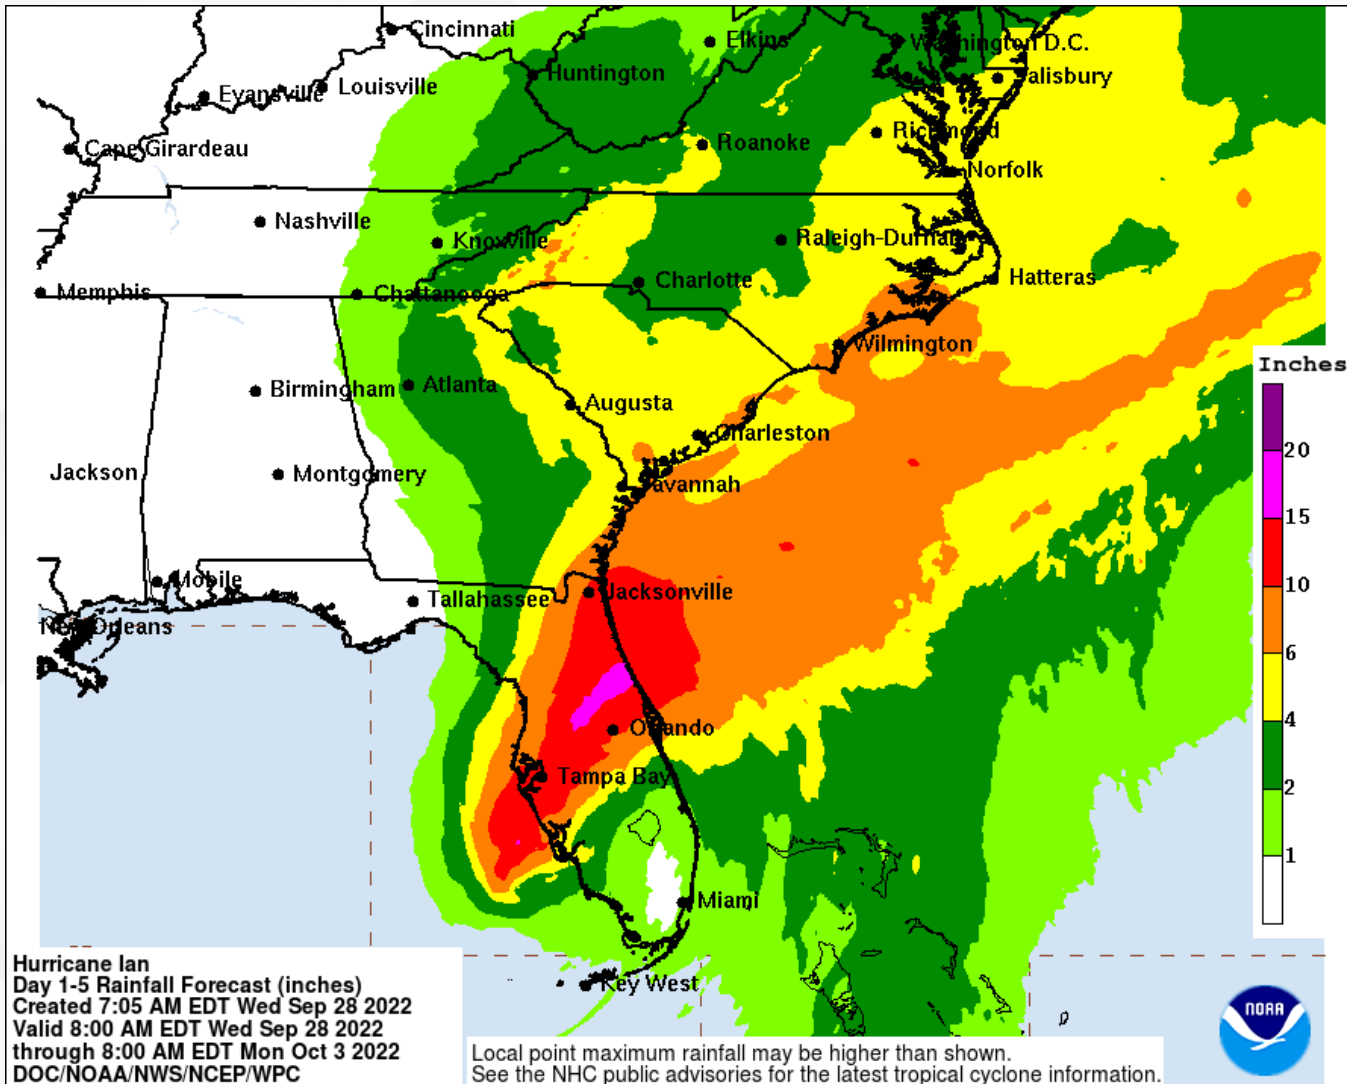 Cincinnati
Elkins
Washington D.C.
Huntington
Salisbury
Evansville
Louisville
Richmond
Cape Girardeau
Roanoke
Norfolk
Nashville
Knoxville
Raleigh-Durham
Memphis
Chattanooga
Charlotte
Hatteras
Wilmington
Inches
Birmingham
Atlanta
Augusta
Charleston
20
Jackson
Montgomery
Savannah
15
Mobile
Tallahassee
Jacksonville
10
New Orleans
6
Orlando
4
Tampa Bay
2
1
Miami
Key West
Hurricane Ian
Day 1-5 Rainfall Forecast (inches)
Created 7:05 AM EDT Wed Sep 28 2022
Valid 8:00 AM EDT Wed Sep 28 2022
through 8:00 AM EDT Mon Oct 3 2022
DOC/NOAA/NWS/NCEP/WPC
Local point maximum rainfall may be higher than shown.
See the NHC public advisories for the latest tropical cyclone information.
NOAA